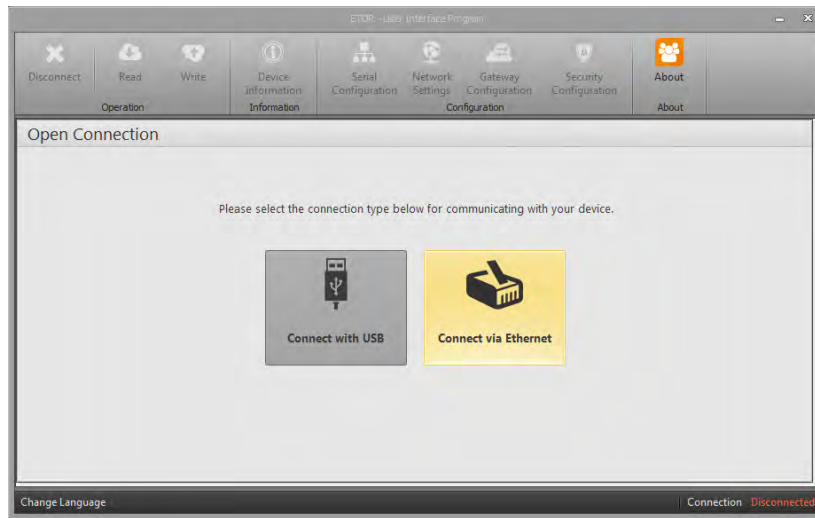 ETOR - User Interface Program
Disconnect
Read
Write
Device
Information
Serial
Configuration
Network
Settings
Gateway
Configuration
Security
Configuration
About
Operation
Information
Configuration
About
Open Connection
Please select the connection type below for communicating with your device.
Connect with USB
Connect via Ethernet
Change Language
Connection Disconnected